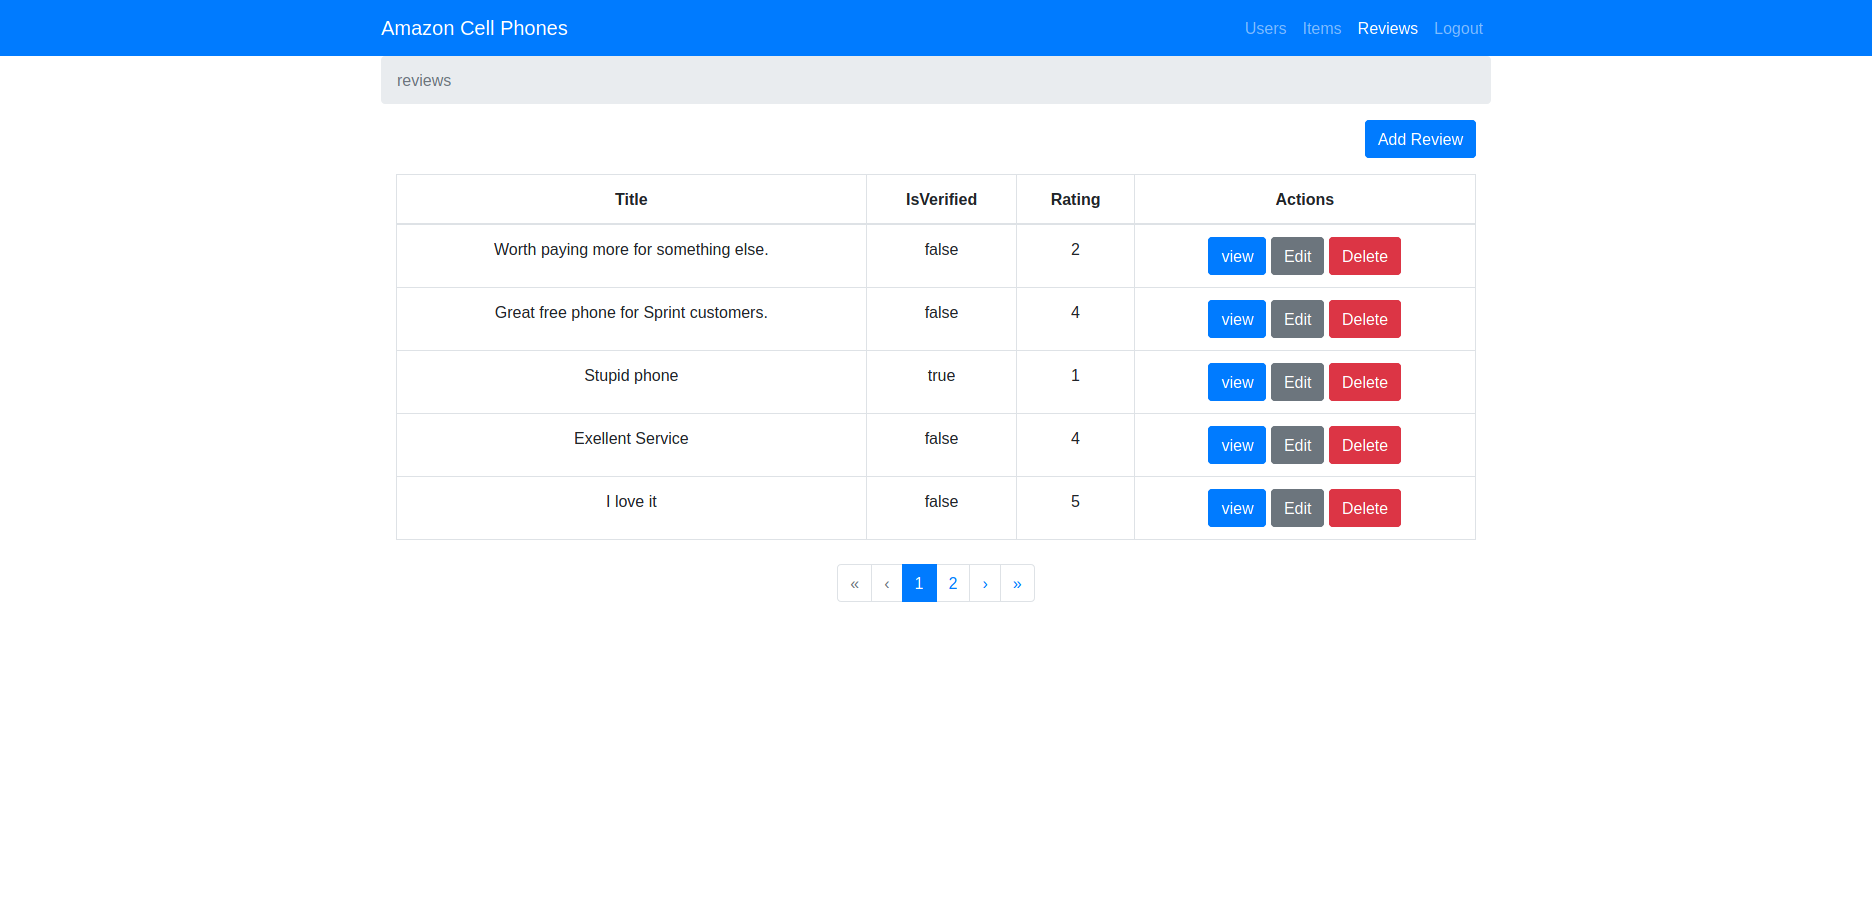 Amazon Cell Phones Users Items Reviews Logout
reviews
Add Review
Title IsVerified Rating Actions
Worth paying more for something else. false 2 view Edit Delete
Great free phone for Sprint customers. false 4 view Edit Delete
Stupid phone true 1 view Edit Delete
Exellent Service false 4 view Edit Delete
I love it false 5 view Edit Delete
« ‹ 1 2 › »